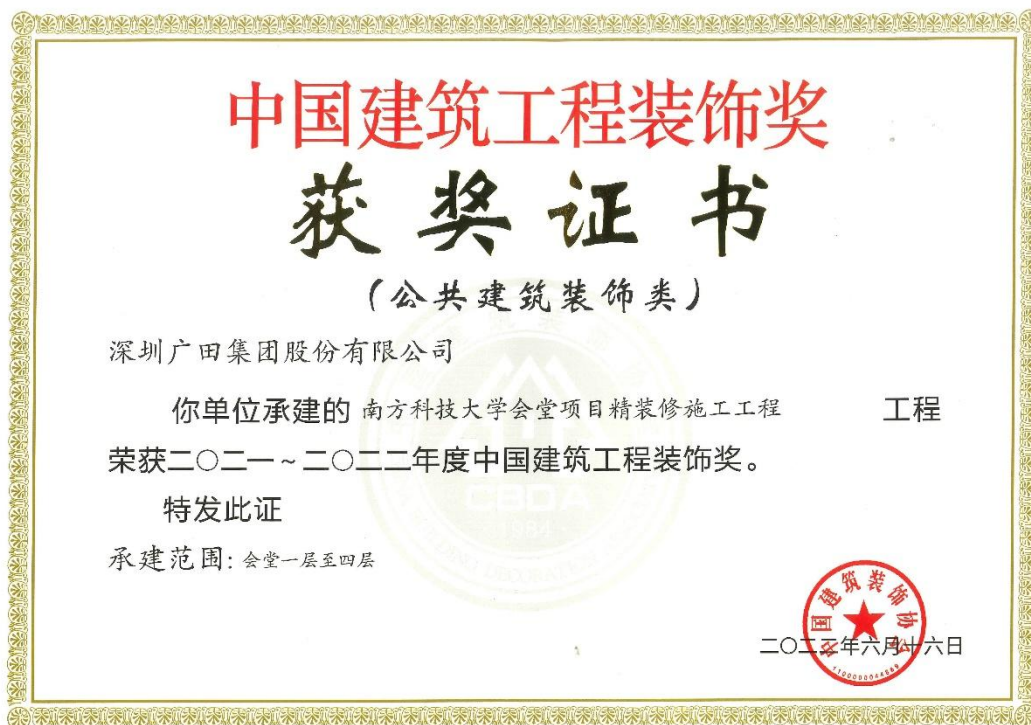 中国建筑工程装饰奖
获奖证书
(公共建筑装饰类)
深圳广田集团股份有限公司
你单位承建的 南方科技大学会堂项目精装修施工工程 工程
荣获二〇二一~二〇二二年度中国建筑工程装饰奖。
特发此证
承建范围:会堂一层至四层
CBDA
1984
中国建筑装饰协会
二〇二三年六月十六日